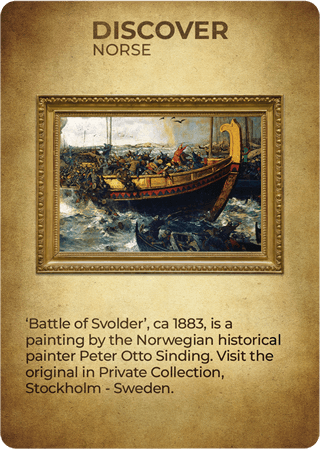 DISCOVER
NORSE
‘Battle of Svolder’, ca 1883, is a
painting by the Norwegian historical
painter Peter Otto Sinding. Visit the
original in Private Collection,
Stockholm - Sweden.